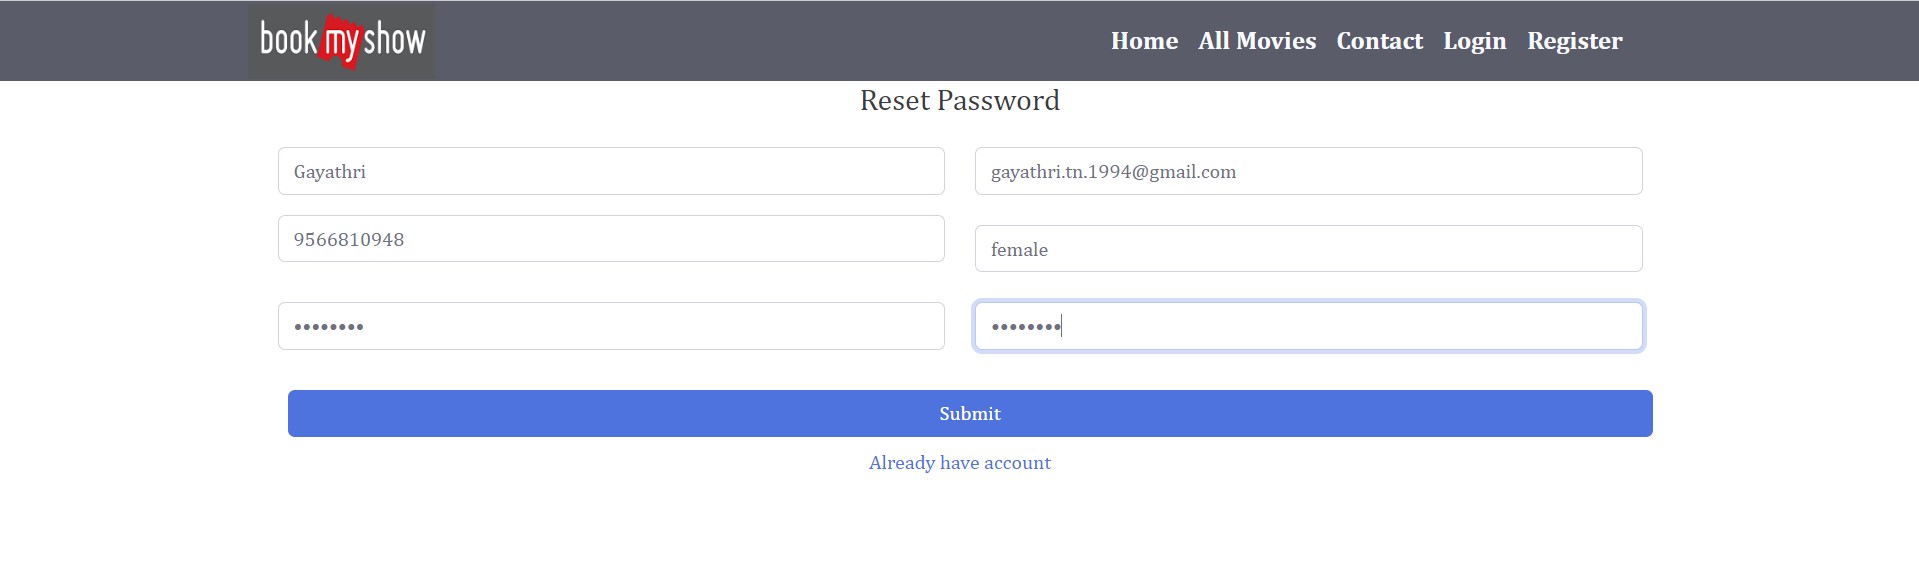 book my show
Home All Movies Contact Login Register
Reset Password
Gayathri
gayathri.tn.1994@gmail.com
9566810948
female
••••••••
••••••••
Submit
Already have account